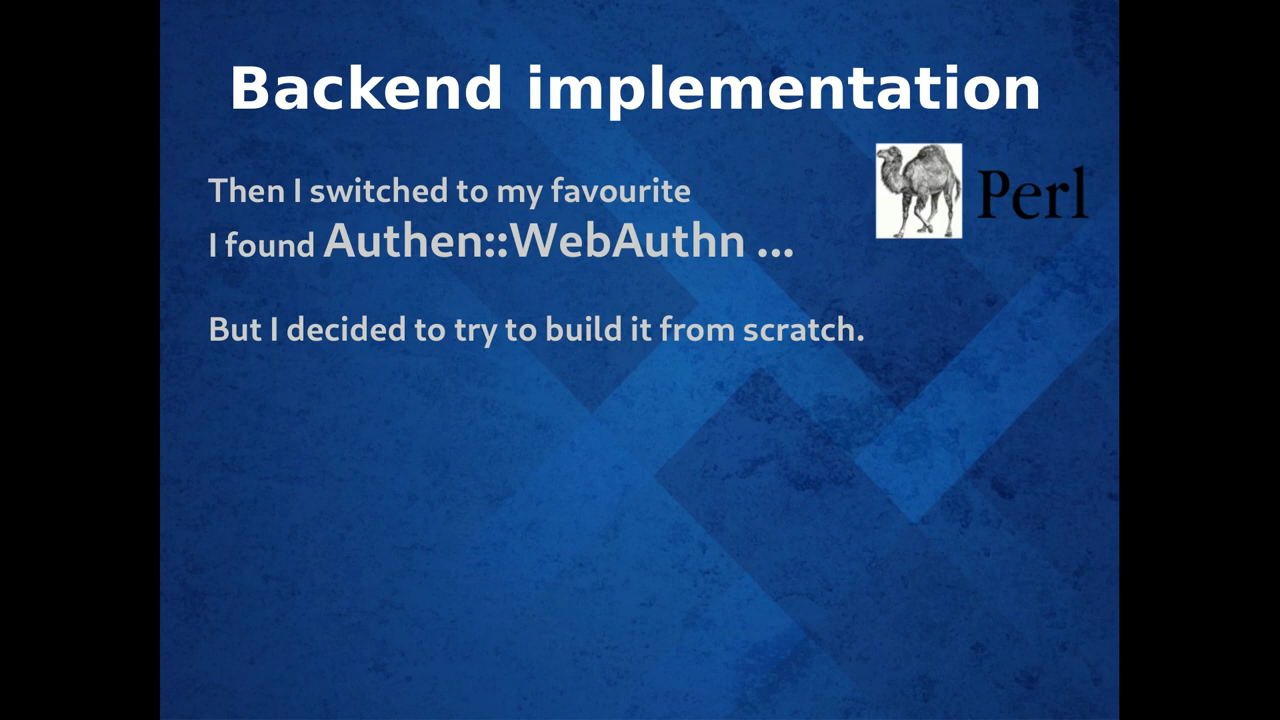 Backend implementation
Perl
Then I switched to my favourite
I found Authen::WebAuthn ...
But I decided to try to build it from scratch.